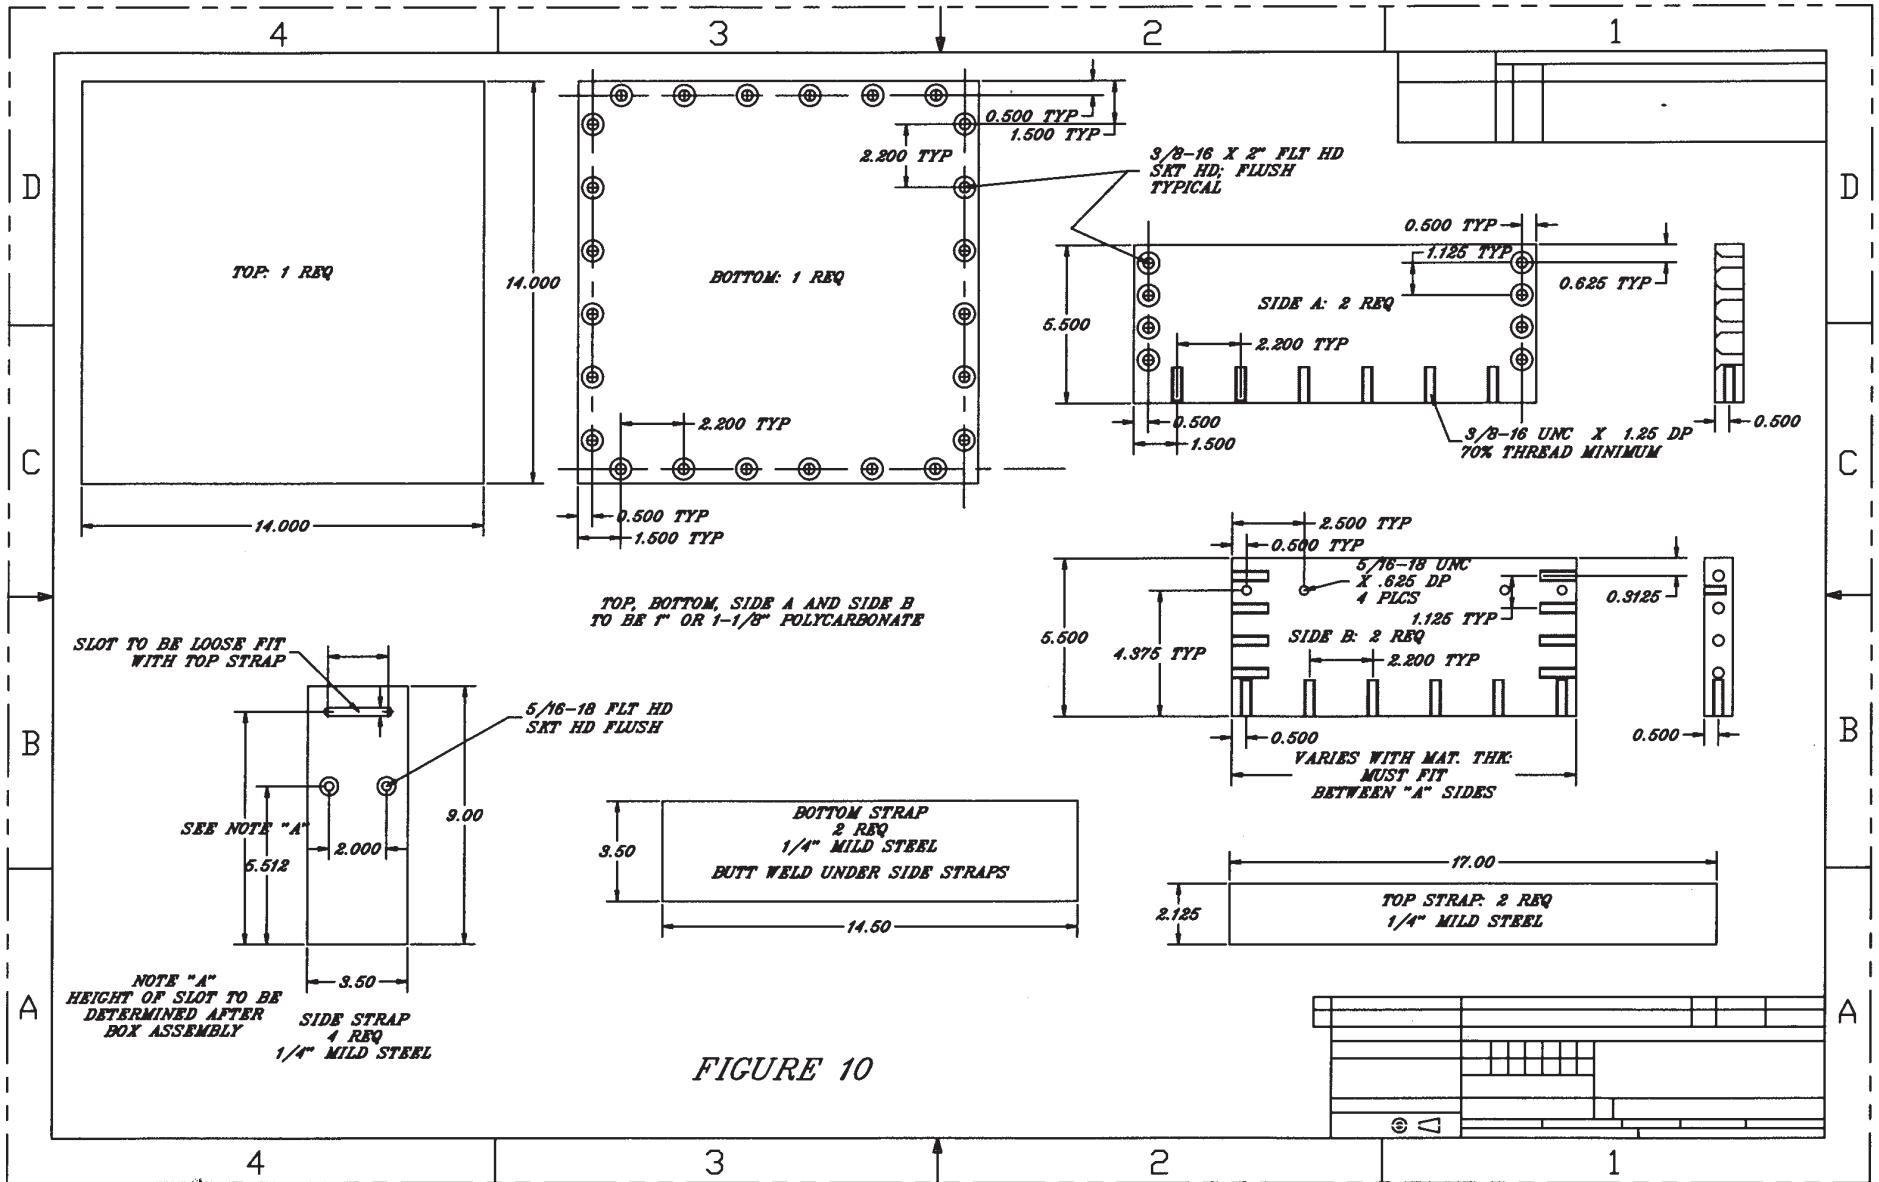 4
3
2
1
D
D
C
C
B
B
A
A
TOP: 1 REQ
14.000
14.000
BOTTOM: 1 REQ
0.500 TYP
1.500 TYP
2.200 TYP
2.200 TYP
0.500 TYP
1.500 TYP
3/8-16 X 2" FLT HD
SKT HD; FLUSH
TYPICAL
0.500 TYP
1.125 TYP
0.625 TYP
SIDE A: 2 REQ
5.500
2.200 TYP
0.500
1.500
3/8-16 UNC X 1.25 DP
70% THREAD MINIMUM
0.500
TOP, BOTTOM, SIDE A AND SIDE B
TO BE 1" OR 1-1/8" POLYCARBONATE
2.500 TYP
0.500 TYP
5/16-18 UNC
X .625 DP
4 PLCS
0.3125
1.125 TYP
5.500
4.375 TYP
SIDE B: 2 REQ
2.200 TYP
0.500
0.500
VARIES WITH MAT. THK:
MUST FIT
BETWEEN "A" SIDES
SLOT TO BE LOOSE FIT
WITH TOP STRAP
5/16-18 FLT HD
SKT HD FLUSH
SEE NOTE "A"
2.000
5.512
9.00
3.50
NOTE "A"
HEIGHT OF SLOT TO BE
DETERMINED AFTER
BOX ASSEMBLY
SIDE STRAP
4 REQ
1/4" MILD STEEL
BOTTOM STRAP
2 REQ
1/4" MILD STEEL
BUTT WELD UNDER SIDE STRAPS
3.50
14.50
17.00
TOP STRAP: 2 REQ
1/4" MILD STEEL
2.125
FIGURE 10
4
3
2
1